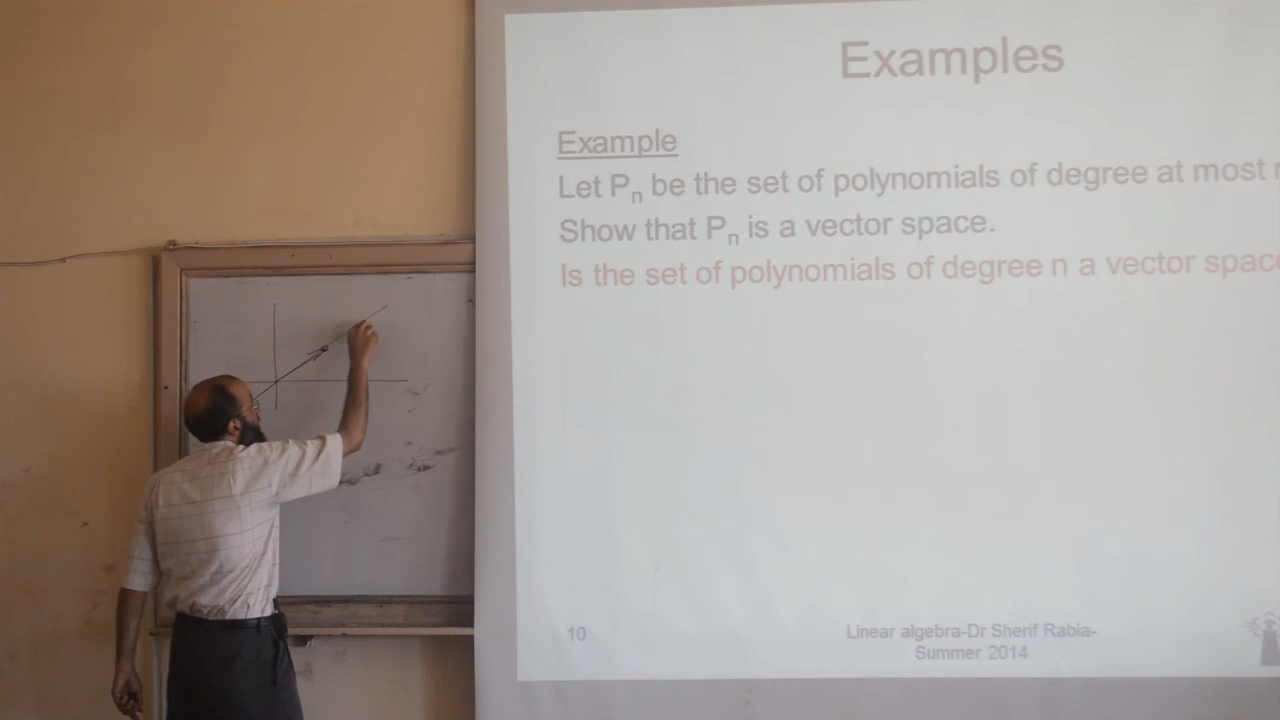 Examples
Example
Let Pn be the set of polynomials of degree at most
Show that Pn is a vector space.
Is the set of polynomials of degree n a vector
10
Linear algebra-Dr Sherif Rabia-
Summer 2014